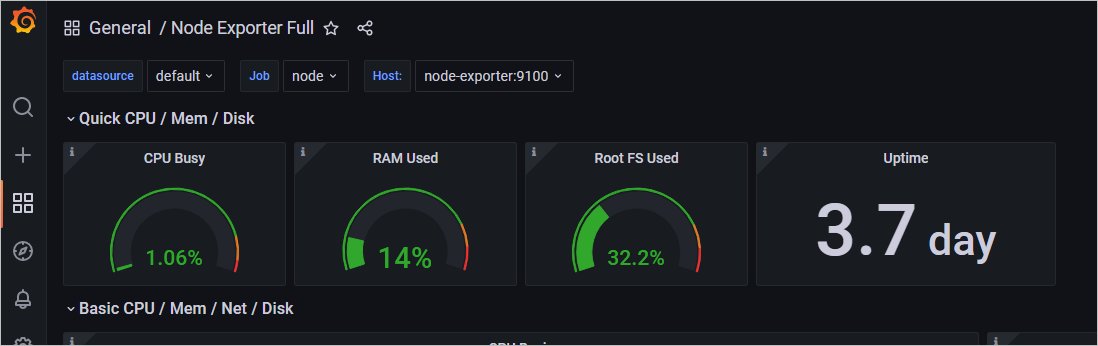 General / Node Exporter Full
datasource default Job node Host: node-exporter:9100
Quick CPU / Mem / Disk
i CPU Busy i RAM Used i Root FS Used i Uptime
1.06% 14% 32.2% 3.7 day
Basic CPU / Mem / Net / Disk